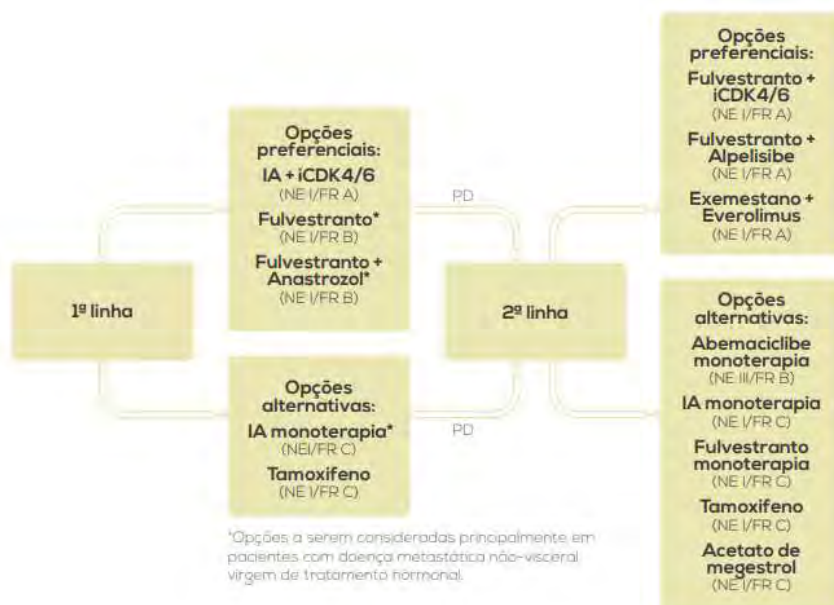 1ª linha
Opções
preferenciais:
IA + iCDK4/6
(NE I/FR A)
Fulvestranto*
(NE I/FR B)
Fulvestranto +
Anastrozol*
(NE I/FR B)
Opções
alternativas:
IA monoterapia*
(NEI/FR C)
Tamoxifeno
(NE I/FR C)
*Opções a serem consideradas principalmente em
pacientes com doença metastática não-visceral
virgem de tratamento hormonal.
PD
PD
2ª linha
Opções
preferenciais:
Fulvestranto +
iCDK4/6
(NE I/FR A)
Fulvestranto +
Alpelisibe
(NE I/FR A)
Exemestano +
Everolimus
(NE I/FR A)
Opções
alternativas:
Abemaciclibe
monoterapia
(NE III/FR B)
IA monoterapia
(NE I/FR C)
Fulvestranto
monoterapia
(NE I/FR C)
Tamoxifeno
(NE I/FR C)
Acetato de
megestrol
(NE I/FR C)